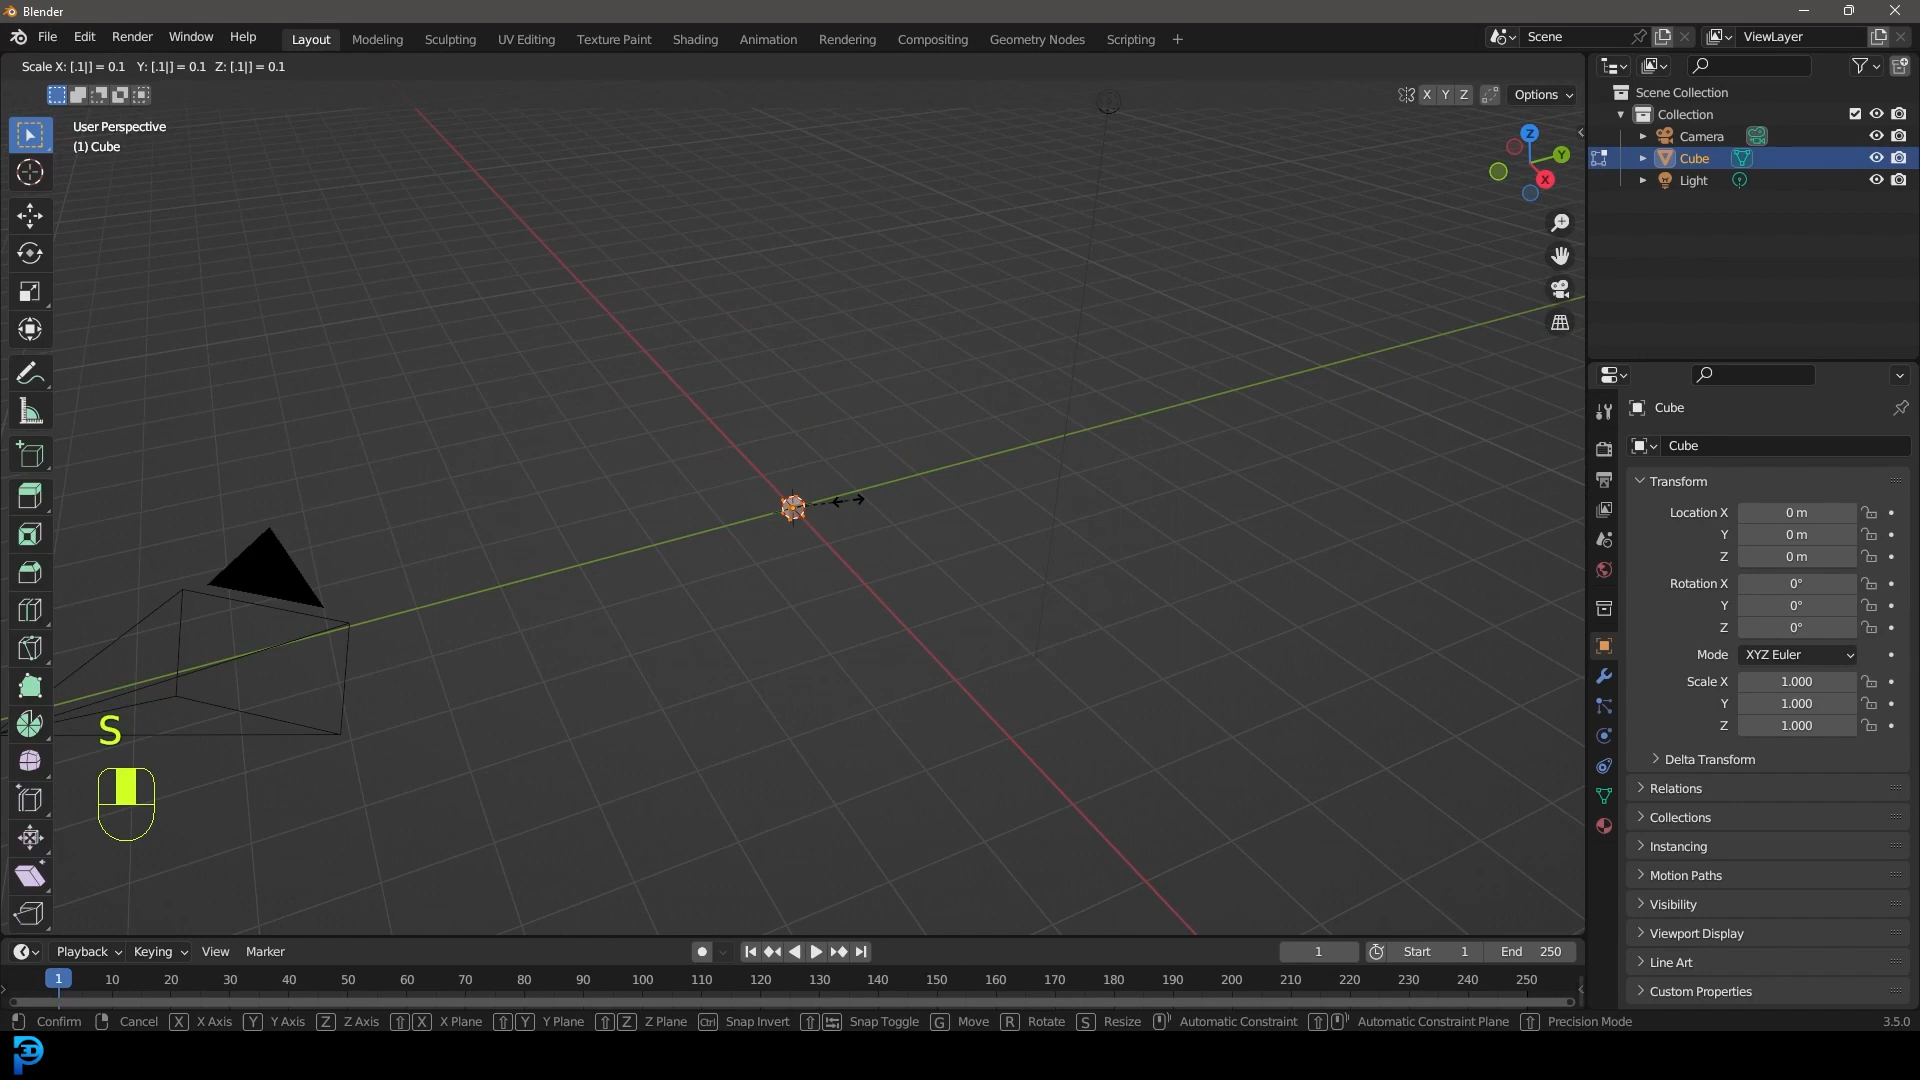 Blender
File Edit Render Window Help Layout Modeling Sculpting UV Editing Texture Paint Shading Animation Rendering Compositing Geometry Nodes Scripting + Scene ViewLayer
Scale X: [.1|] = 0.1 Y: [.1|] = 0.1 Z: [.1|] = 0.1
X Y Z Options
User Perspective
(1) Cube
Z
Y
X
Scene Collection
Collection
Camera
Cube
Light
Cube
Cube
Transform
Location X 0 m
Y 0 m
Z 0 m
Rotation X 0°
Y 0°
Z 0°
Mode XYZ Euler
Scale X 1.000
Y 1.000
Z 1.000
Delta Transform
Relations
Collections
Instancing
Motion Paths
Visibility
Viewport Display
Line Art
Custom Properties
S
Playback Keying View Marker 1 Start 1 End 250
1 10 20 30 40 50 60 70 80 90 100 110 120 130 140 150 160 170 180 190 200 210 220 230 240 250
Confirm Cancel X X Axis Y Y Axis Z Z Axis X X Plane Y Y Plane Z Z Plane Ctrl Snap Invert Snap Toggle G Move R Rotate S Resize Automatic Constraint Automatic Constraint Plane Precision Mode 3.5.0
3D